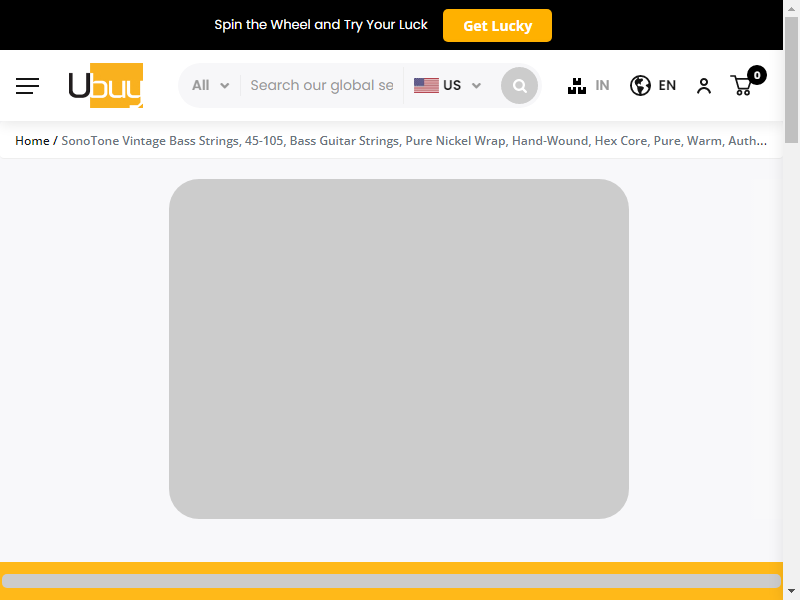 Spin the Wheel and Try Your Luck
Get Lucky
Ubuy
All
Search our global se
US
IN
EN
0
Home / SonoTone Vintage Bass Strings, 45-105, Bass Guitar Strings, Pure Nickel Wrap, Hand-Wound, Hex Core, Pure, Warm, Auth...